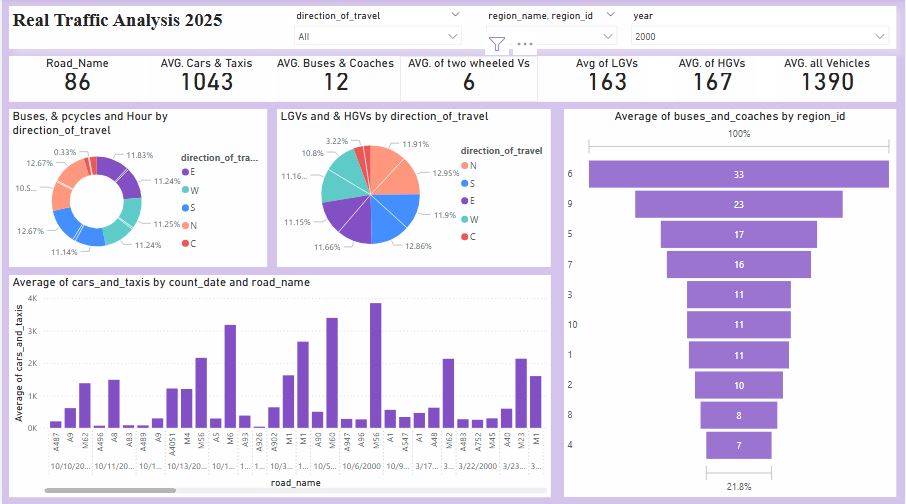 Real Traffic Analysis 2025
direction_of_travel
All
region_name, region_id
year
2000
Road_Name
86
AVG. Cars & Taxis
1043
AVG. Buses & Coaches
12
AVG. of two wheeled Vs
6
Avg of LGVs
163
AVG. of HGVs
167
AVG. all Vehicles
1390
Buses, & pcycles and Hour by
direction_of_travel
0.33%
11.83%
12.67%
11.24%
10.5...
11.25%
12.67%
11.24%
11.14%
direction_of_tra...
E
W
S
N
C
LGVs and & HGVs by direction_of_travel
3.22%
11.91%
10.8%
12.95%
11.16...
11.9%
11.15%
12.86%
11.66%
direction_of_travel
N
S
E
W
C
Average of buses_and_coaches by region_id
100%
6 33
9 23
5 17
7 16
3 11
10 11
1 11
2 10
8 8
4 7
21.8%
Average of cars_and_taxis by count_date and road_name
Average of cars_and_taxis
4K
3K
2K
1K
0K
A487 A9 M62 A496 A8 A83 A489 A9 A4051 M4 M56 A5 M6 A93 A926 A902 M1 M1 A90 M60 A947 A96 M56 A1 A547 A1 A48 M62 A483 A752 M45 A40 M23 M1
10/10/20... 10/11/20... 10/1... 10/13/20... 10/1... 1... 1... 10/3... 1... 10/5... 10/6/2000 10/9... 3/17... 3... 3/22/2000 3/23... 3...
road_name